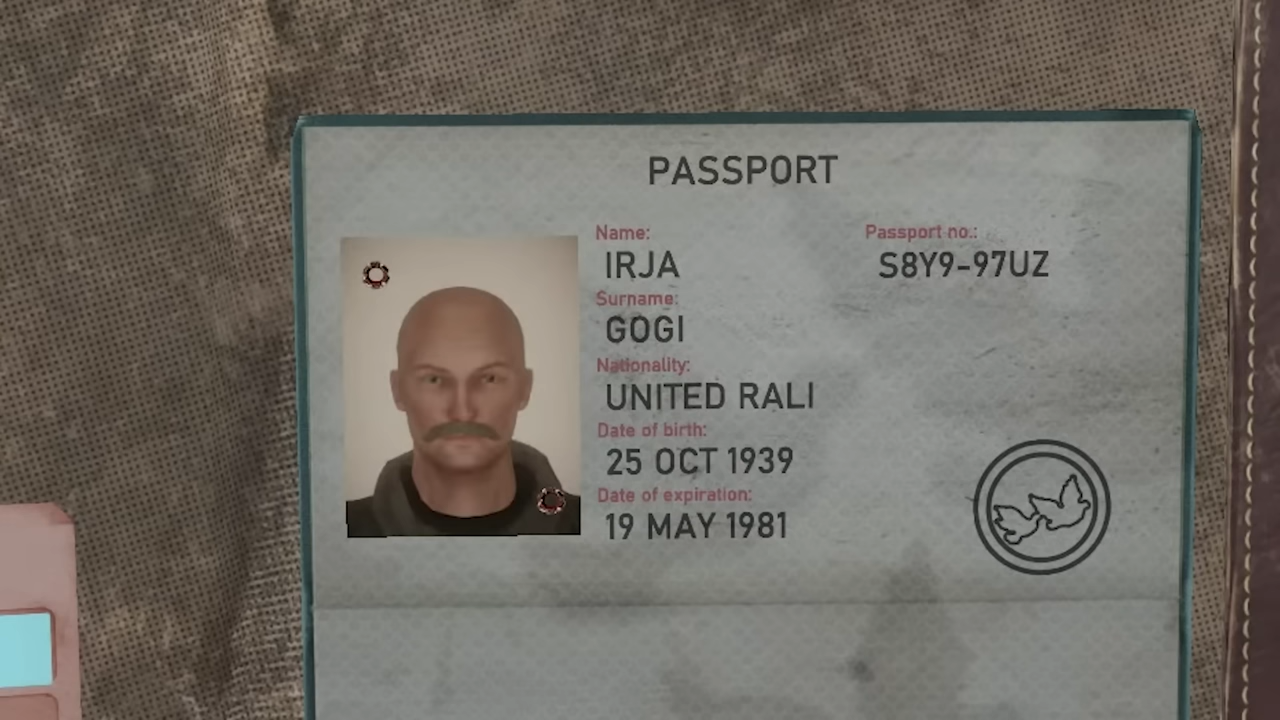 PASSPORT
Name:
IRJA
Passport no.:
S8Y9-97UZ
Surname:
GOGI
Nationality:
UNITED RALI
Date of birth:
25 OCT 1939
Date of expiration:
19 MAY 1981